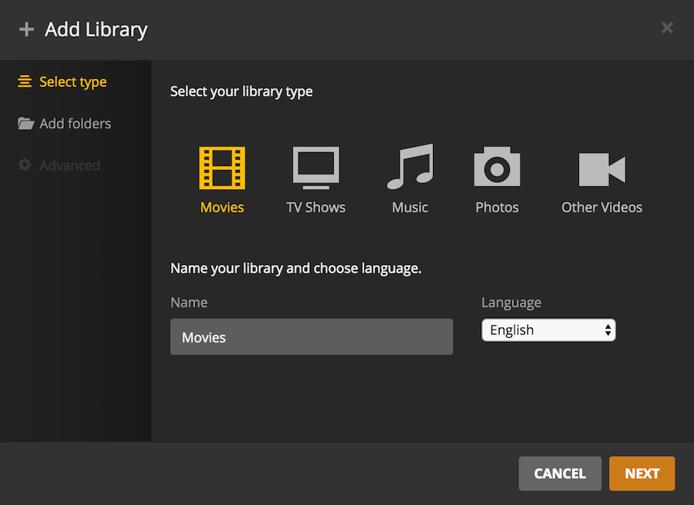 Add Library
Select type
Add folders
Advanced
Select your library type
Movies TV Shows Music Photos Other Videos
Name your library and choose language.
Name Language
Movies English
CANCEL NEXT